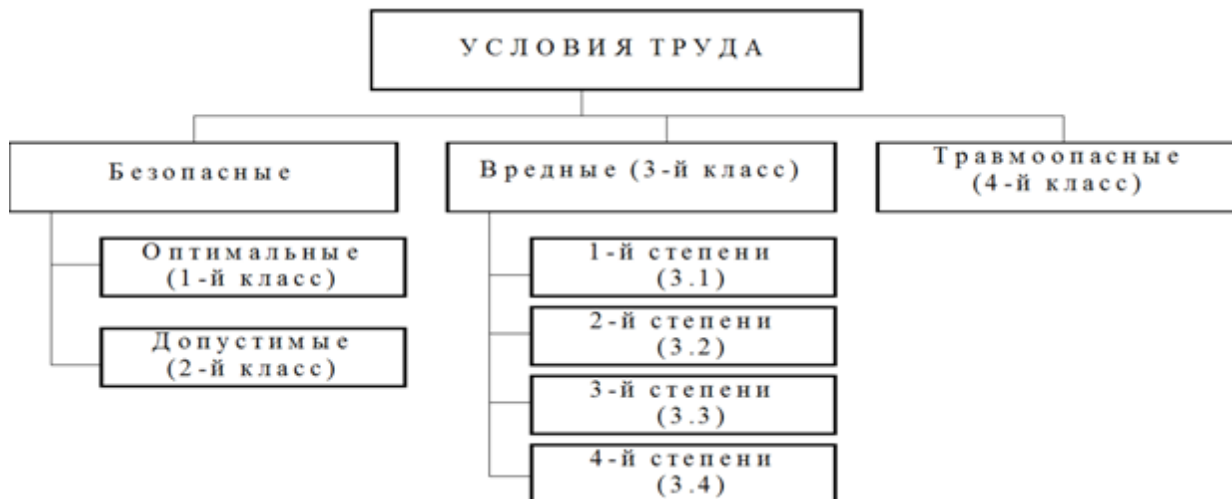 УСЛОВИЯ ТРУДА
Безопасные
Вредные (3-й класс)
Травмоопасные
(4-й класс)
Оптимальные
(1-й класс)
Допустимые
(2-й класс)
1-й степени
(3.1)
2-й степени
(3.2)
3-й степени
(3.3)
4-й степени
(3.4)